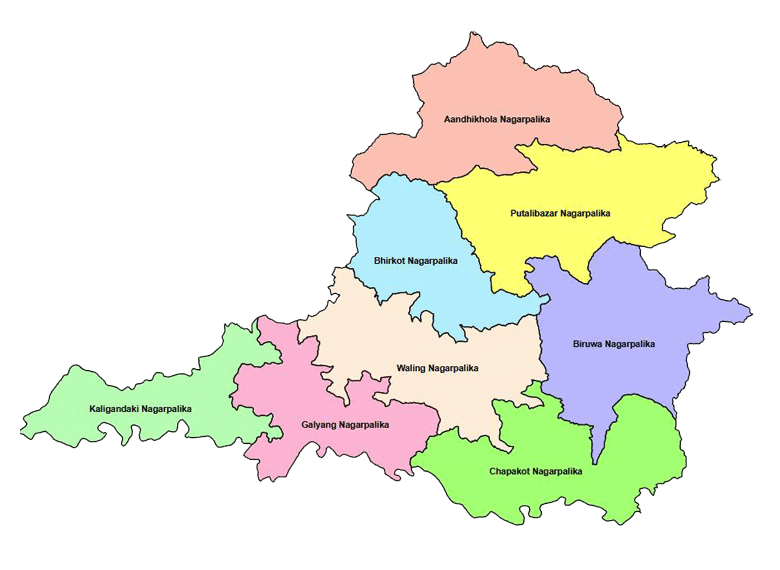 Aandhikhola Nagarpalika
Putalibazar Nagarpalika
Bhirkot Nagarpalika
Biruwa Nagarpalika
Waling Nagarpalika
Kaligandaki Nagarpalika
Galyang Nagarpalika
Chapakot Nagarpalika